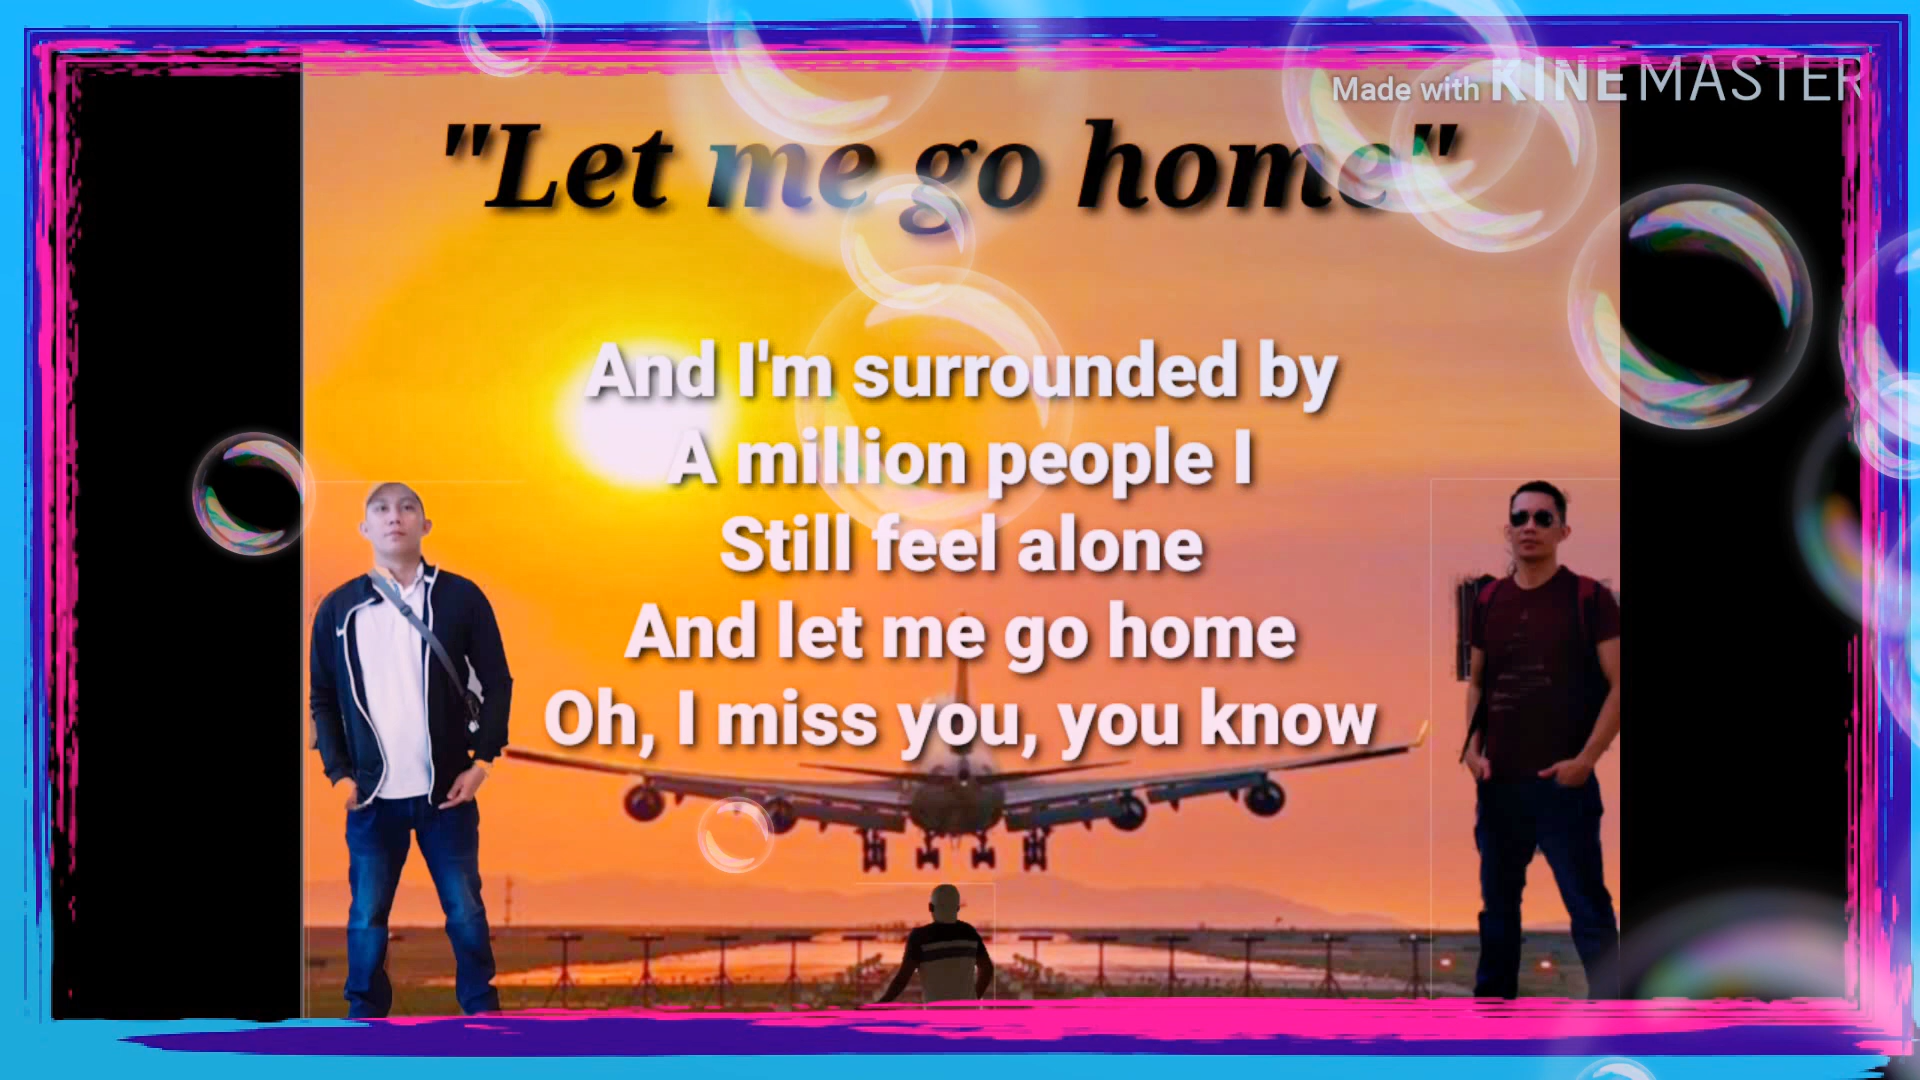 Made with KINEMASTER
"Let me go home"
And I'm surrounded by
A million people I
Still feel alone
And let me go home
Oh, I miss you, you know